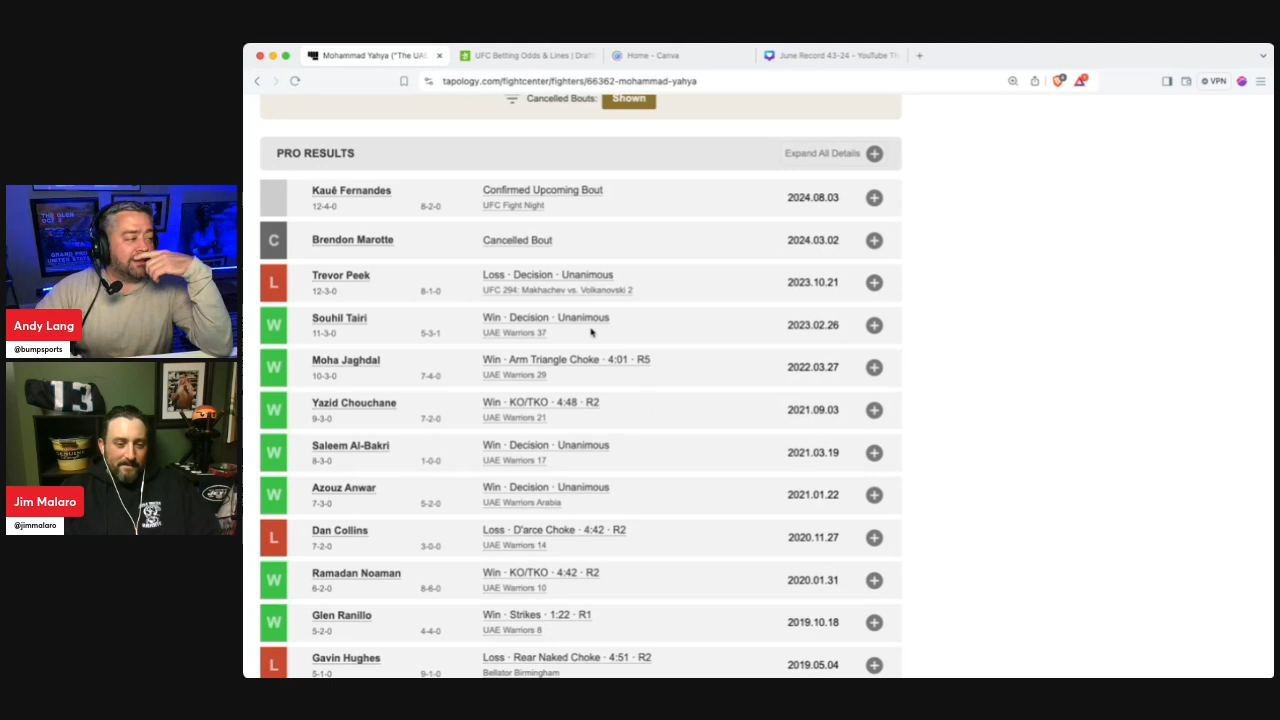 Mohammad Yahya ("The UAE
UFC Betting Odds & Lines | Draft
Home - Canva
June Record 43-24 - YouTube Th
tapology.com/fightcenter/fighters/66362-mohammad-yahya
VPN
Cancelled Bouts: Shown
PRO RESULTS
Expand All Details
Kauê Fernandes
Confirmed Upcoming Bout
2024.08.03
12-4-0
8-2-0
UFC Fight Night
C
Brendon Marotte
Cancelled Bout
2024.03.02
L
Trevor Peek
Loss · Decision · Unanimous
2023.10.21
12-3-0
8-1-0
UFC 294: Makhachev vs. Volkanovski 2
W
Souhil Tairi
Win · Decision · Unanimous
2023.02.26
11-3-0
5-3-1
UAE Warriors 37
W
Moha Jaghdal
Win · Arm Triangle Choke · 4:01 · R5
2022.03.27
10-3-0
7-4-0
UAE Warriors 29
W
Yazid Chouchane
Win · KO/TKO · 4:48 · R2
2021.09.03
9-3-0
7-2-0
UAE Warriors 21
W
Saleem Al-Bakri
Win · Decision · Unanimous
2021.03.19
8-3-0
1-0-0
UAE Warriors 17
W
Azouz Anwar
Win · Decision · Unanimous
2021.01.22
7-3-0
5-2-0
UAE Warriors Arabia
L
Dan Collins
Loss · D'arce Choke · 4:42 · R2
2020.11.27
7-2-0
3-0-0
UAE Warriors 14
W
Ramadan Noaman
Win · KO/TKO · 4:42 · R2
2020.01.31
6-2-0
8-6-0
UAE Warriors 10
W
Glen Ranillo
Win · Strikes · 1:22 · R1
2019.10.18
5-2-0
4-4-0
UAE Warriors 8
L
Gavin Hughes
Loss · Rear Naked Choke · 4:51 · R2
2019.05.04
5-1-0
9-1-0
Bellator Birmingham
THE GLEN
OCT 3
GRAND PRIX
UNITED STATES
Andy Lang
@bumpsports
13
GENUINE
JETS
Jim Malaro
@jimmalaro